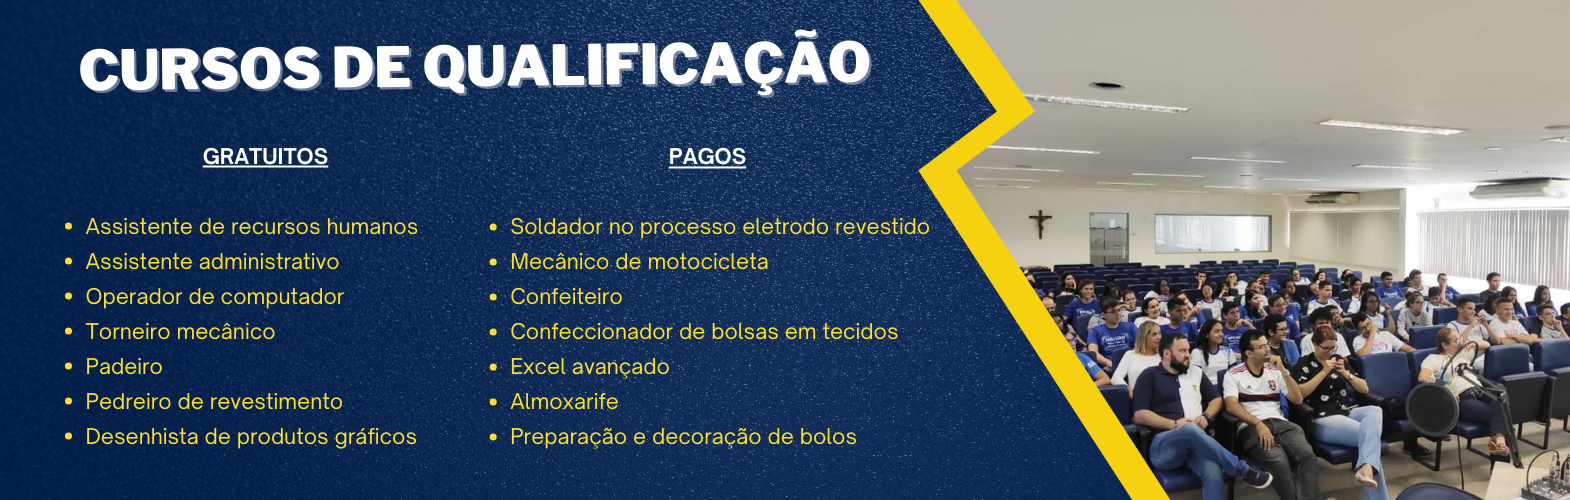 CURSOS DE QUALIFICAÇÃO
GRATUITOS
• Assistente de recursos humanos
• Assistente administrativo
• Operador de computador
• Torneiro mecânico
• Padeiro
• Pedreiro de revestimento
• Desenhista de produtos gráficos
PAGOS
• Soldador no processo eletrodo revestido
• Mecânico de motocicleta
• Confeiteiro
• Confeccionador de bolsas em tecidos
• Excel avançado
• Almoxarife
• Preparação e decoração de bolos